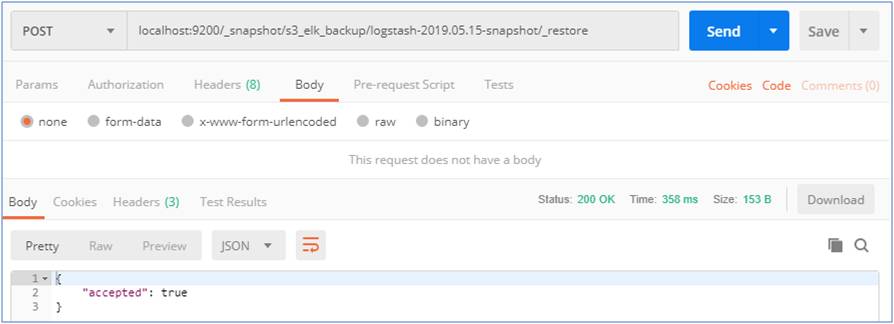 POST localhost:9200/_snapshot/s3_elk_backup/logstash-2019.05.15-snapshot/_restore Send Save
Params Authorization Headers (8) Body Pre-request Script Tests Cookies Code Comments (0)
none form-data x-www-form-urlencoded raw binary
This request does not have a body
Body Cookies Headers (3) Test Results Status: 200 OK Time: 358 ms Size: 153 B Download
Pretty Raw Preview JSON
1 {
2 "accepted": true
3 }